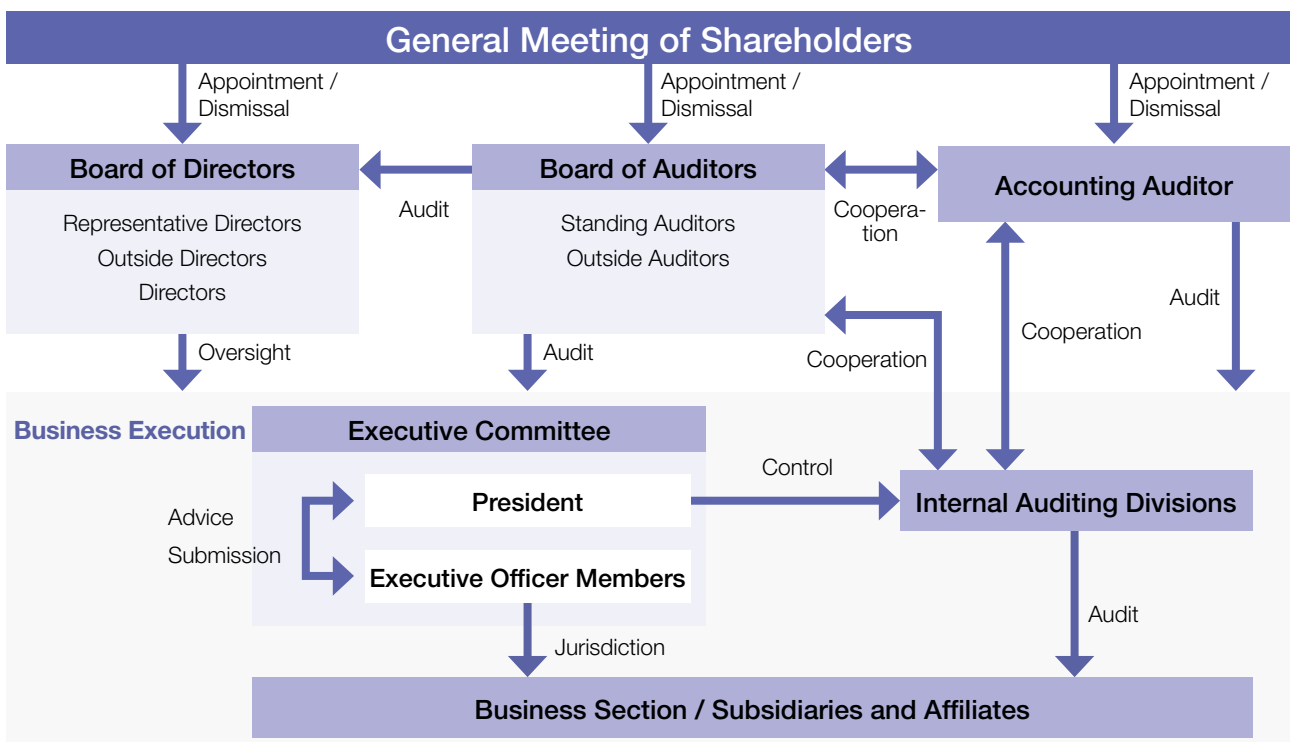 General Meeting of Shareholders
Appointment /
Dismissal
Appointment /
Dismissal
Appointment /
Dismissal
Board of Directors
Representative Directors
Outside Directors
Directors
Audit
Board of Auditors
Standing Auditors
Outside Auditors
Coopera-
tion
Accounting Auditor
Oversight
Audit
Cooperation
Cooperation
Audit
Business Execution
Executive Committee
President
Advice
Submission
Executive Officer Members
Control
Internal Auditing Divisions
Jurisdiction
Audit
Business Section / Subsidiaries and Affiliates